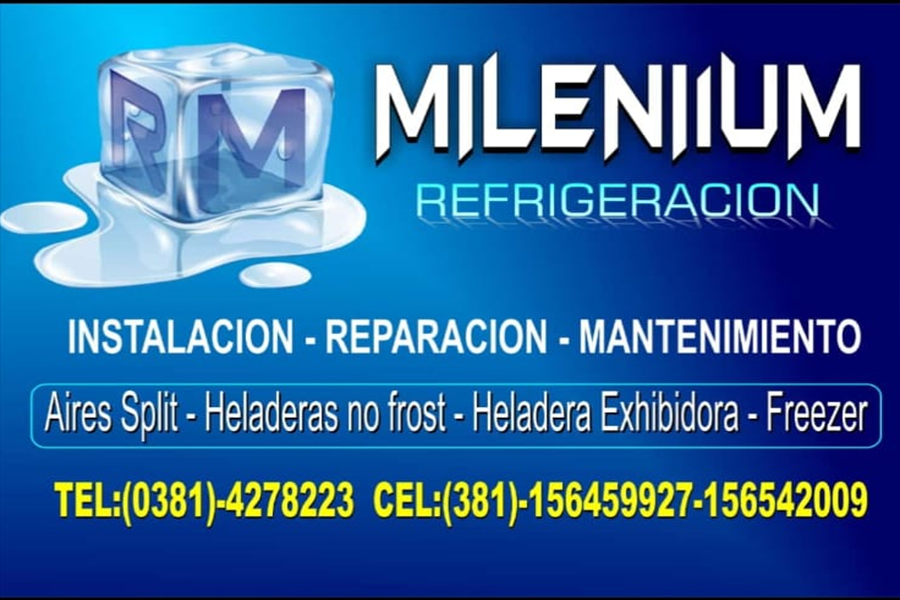 RM
MILENIIUM
REFRIGERACION
INSTALACION - REPARACION - MANTENIMIENTO
Aires Split - Heladeras no frost - Heladera Exhibidora - Freezer
TEL:(0381)-4278223 CEL:(381)-156459927-156542009